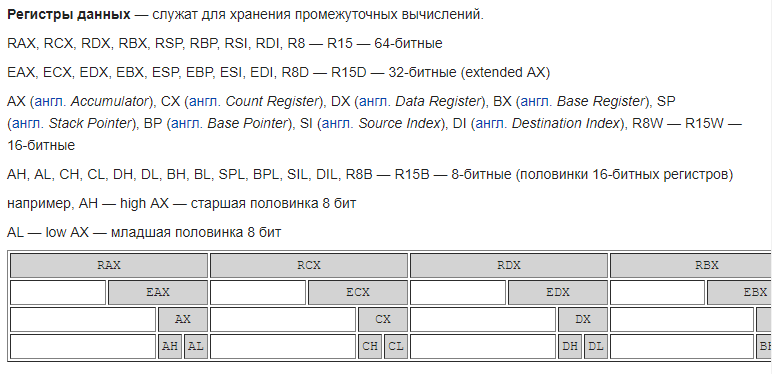 Регистры данных — служат для хранения промежуточных вычислений.
RAX, RCX, RDX, RBX, RSP, RBP, RSI, RDI, R8 — R15 — 64-битные
EAX, ECX, EDX, EBX, ESP, EBP, ESI, EDI, R8D — R15D — 32-битные (extended AX)
AX (англ. Accumulator), CX (англ. Count Register), DX (англ. Data Register), BX (англ. Base Register), SP
(англ. Stack Pointer), BP (англ. Base Pointer), SI (англ. Source Index), DI (англ. Destination Index), R8W — R15W —
16-битные
AH, AL, CH, CL, DH, DL, BH, BL, SPL, BPL, SIL, DIL, R8B — R15B — 8-битные (половинки 16-битных регистров)
например, AH — high AX — старшая половинка 8 бит
AL — low AX — младшая половинка 8 бит
RAX RCX RDX RBX
EAX ECX EDX EBX
AX CX DX
AH AL CH CL DH DL